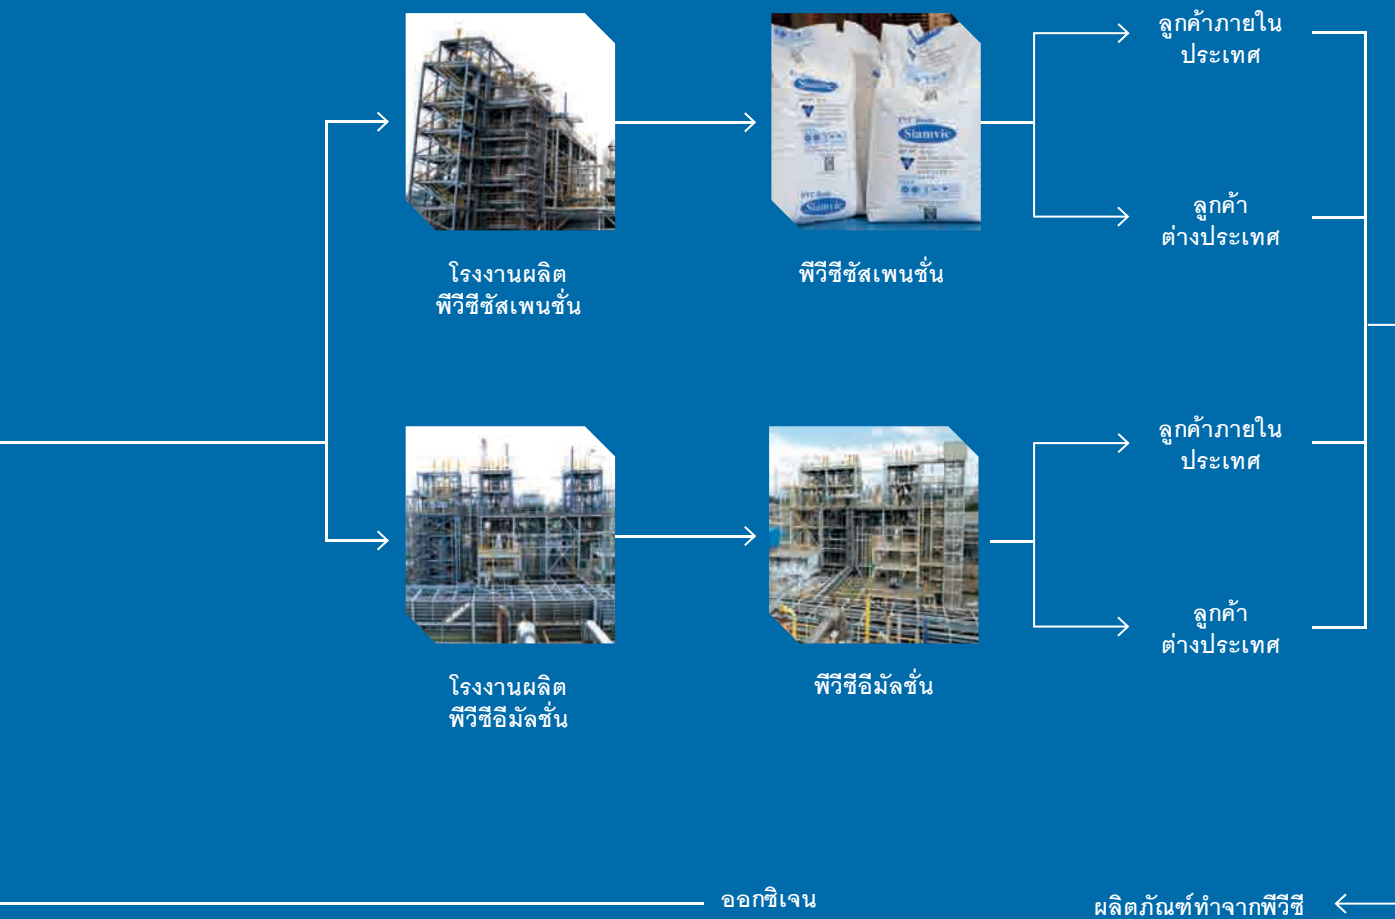 ลูกค้าภายใน
ประเทศ
PVC Resin
Siamvic
Siamvic
ลูกค้า
ต่างประเทศ
โรงงานผลิต
พีวีซีซัสเพนชั่น
พีวีซีซัสเพนชั่น
ลูกค้าภายใน
ประเทศ
ลูกค้า
ต่างประเทศ
โรงงานผลิต
พีวีซีอีมัลชั่น
พีวีซีอีมัลชั่น
ออกซิเจน
ผลิตภัณฑ์ทำจากพีวีซี